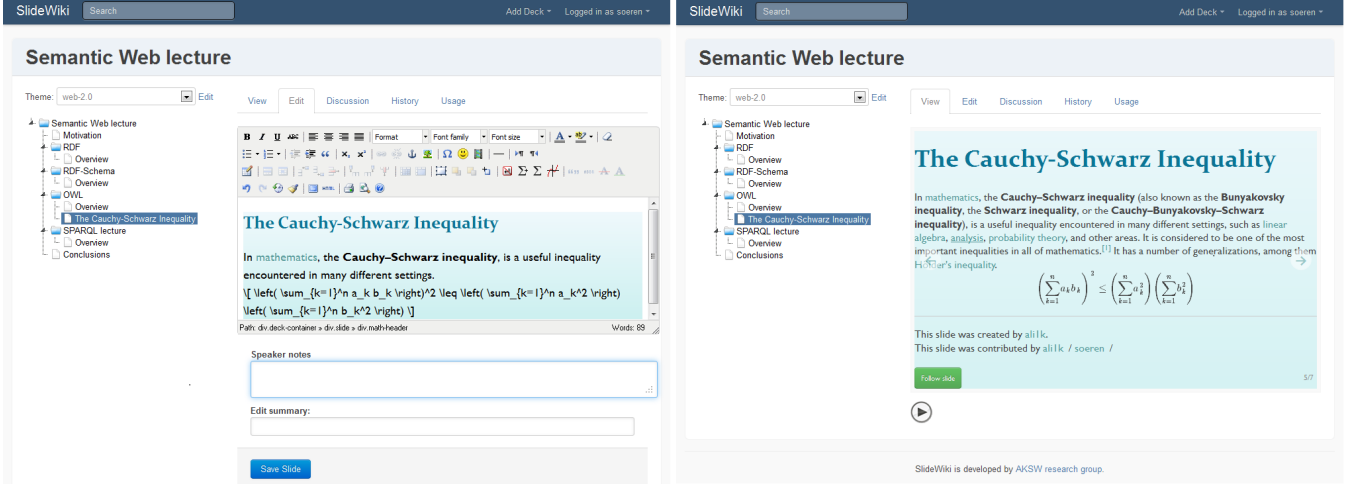 SlideWiki Search Add Deck Logged in as soeren
Semantic Web lecture
Theme: web-2.0 Edit
Semantic Web lecture
Motivation
RDF
Overview
RDF-Schema
Overview
OWL
Overview
The Cauchy-Schwarz Inequality
SPARQL lecture
Overview
Conclusions
View Edit Discussion History Usage
B I U ABC Format Font family Font size A
The Cauchy-Schwarz Inequality
In mathematics, the Cauchy–Schwarz inequality, is a useful inequality
encountered in many different settings.
\[ \left( \sum_{k=1}^n a_k b_k \right)^2 \leq \left( \sum_{k=1}^n a_k^2 \right)
\left( \sum_{k=1}^n b_k^2 \right) \]
Path: div.deck-container » div.slide » div.math-header Words: 89
Speaker notes
Edit summary:
Save Slide
SlideWiki Search Add Deck Logged in as soeren
Semantic Web lecture
Theme: web-2.0 Edit
Semantic Web lecture
Motivation
RDF
Overview
RDF-Schema
Overview
OWL
Overview
The Cauchy-Schwarz Inequality
SPARQL lecture
Overview
Conclusions
View Edit Discussion History Usage
The Cauchy-Schwarz Inequality
In mathematics, the Cauchy–Schwarz inequality (also known as the Bunyakovsky
inequality, the Schwarz inequality, or the Cauchy–Bunyakovsky–Schwarz
inequality), is a useful inequality encountered in many different settings, such as linear
algebra, analysis, probability theory, and other areas. It is considered to be one of the most
important inequalities in all of mathematics.[1] It has a number of generalizations, among them
Hölder's inequality.
(∑_{k=1}^{n} a_k b_k)^2 ≤ (∑_{k=1}^{n} a_k^2) (∑_{k=1}^{n} b_k^2)
This slide was created by ali1k.
This slide was contributed by ali1k / soeren /
Follow slide 5/7
SlideWiki is developed by AKSW research group.